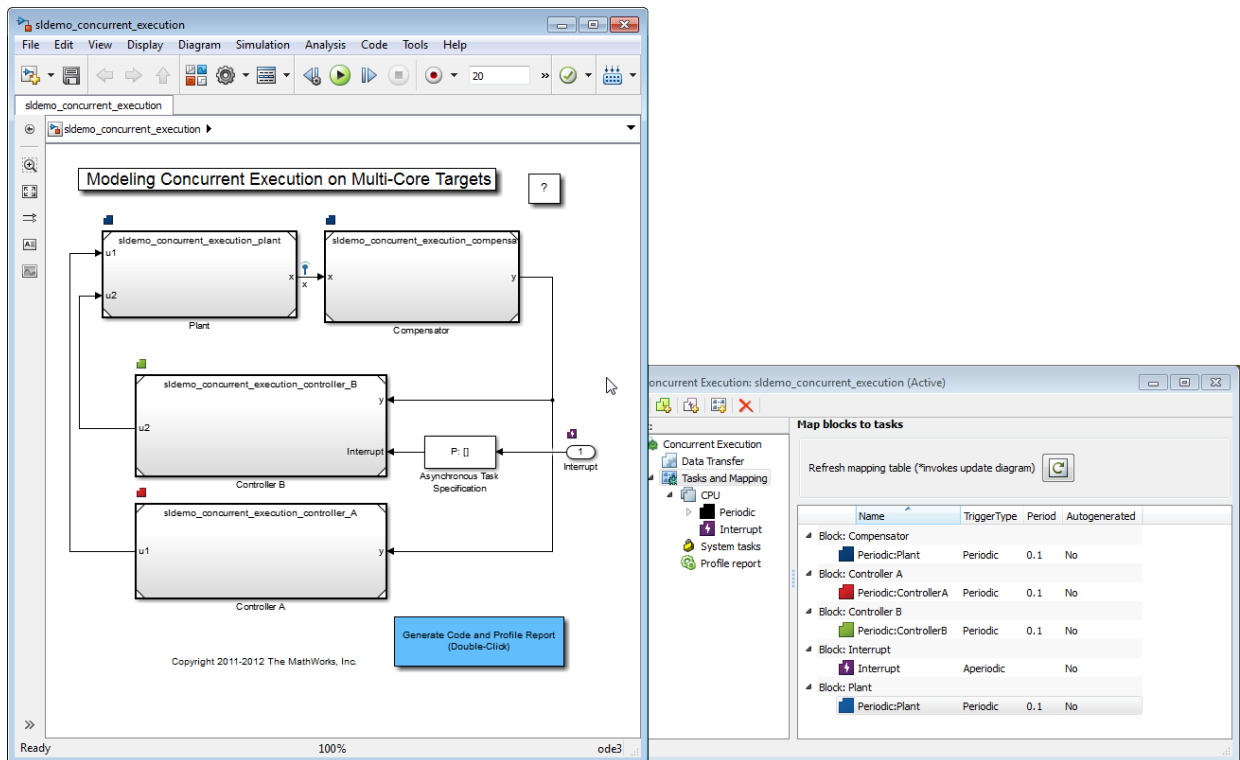 sldemo_concurrent_execution
File Edit View Display Diagram Simulation Analysis Code Tools Help
20
»
sldemo_concurrent_execution
sldemo_concurrent_execution
Modeling Concurrent Execution on Multi-Core Targets
?
sldemo_concurrent_execution_plant
u1
x
u2
Plant
x
sldemo_concurrent_execution_compensa
x
y
Compensator
sldemo_concurrent_execution_controller_B
y
u2
Interrupt
Controller B
P: []
Asynchronous Task
Specification
1
Interrupt
sldemo_concurrent_execution_controller_A
u1
y
Controller A
Generate Code and Profile Report
(Double-Click)
Copyright 2011-2012 The MathWorks, Inc.
»
Ready 100% ode3
oncurrent Execution: sldemo_concurrent_execution (Active)
Concurrent Execution
Data Transfer
Tasks and Mapping
CPU
Periodic
Interrupt
System tasks
Profile report
Map blocks to tasks
Refresh mapping table (*invokes update diagram)
Name TriggerType Period Autogenerated
Block: Compensator
Periodic:Plant Periodic 0.1 No
Block: Controller A
Periodic:ControllerA Periodic 0.1 No
Block: Controller B
Periodic:ControllerB Periodic 0.1 No
Block: Interrupt
Interrupt Aperiodic No
Block: Plant
Periodic:Plant Periodic 0.1 No